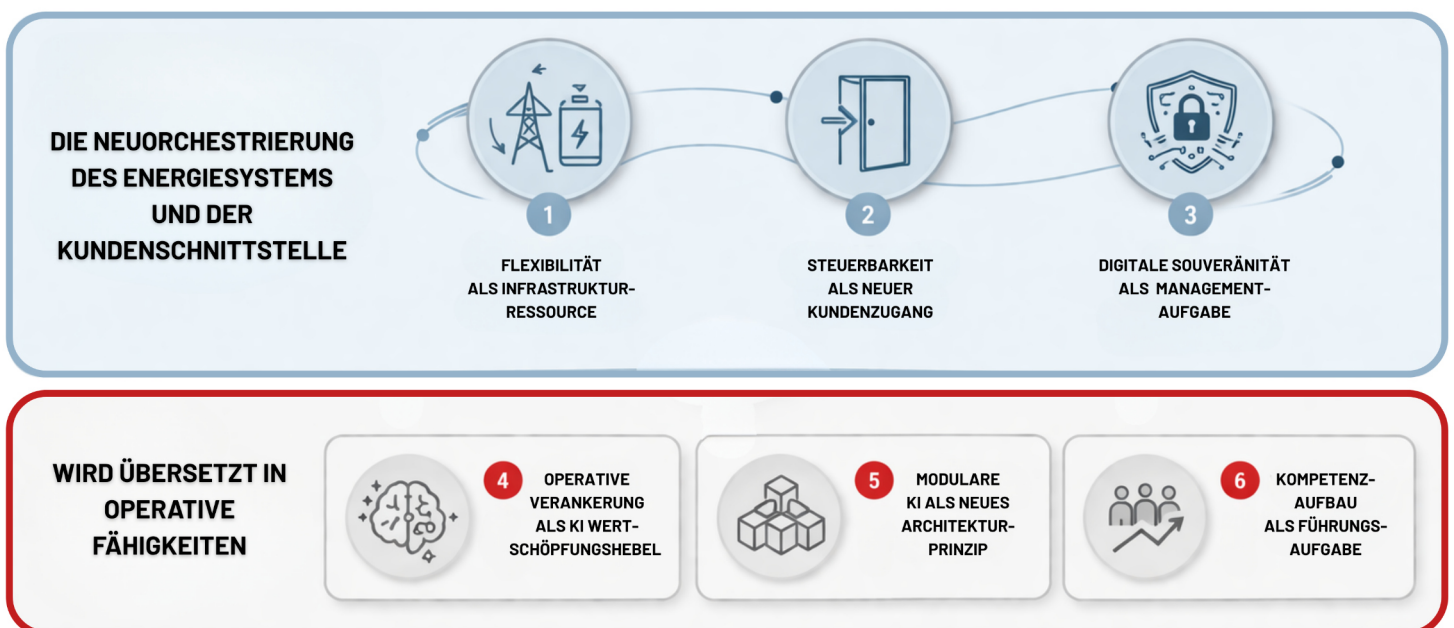 DIE NEUORCHESTRIERUNG
DES ENERGIESYSTEMS
UND DER
KUNDENSCHNITTSTELLE
1
FLEXIBILITÄT
ALS INFRASTRUKTUR-
RESSOURCE
2
STEUERBARKEIT
ALS NEUER
KUNDENZUGANG
3
DIGITALE SOUVERÄNITÄT
ALS MANAGEMENT-
AUFGABE
WIRD ÜBERSETZT IN
OPERATIVE
FÄHIGKEITEN
4
OPERATIVE
VERANKERUNG
ALS KI WERT-
SCHÖPFUNGSHEBEL
5
MODULARE
KI ALS NEUES
ARCHITEKTUR-
PRINZIP
6
KOMPETENZ-
AUFBAU
ALS FÜHRUNGS-
AUFGABE